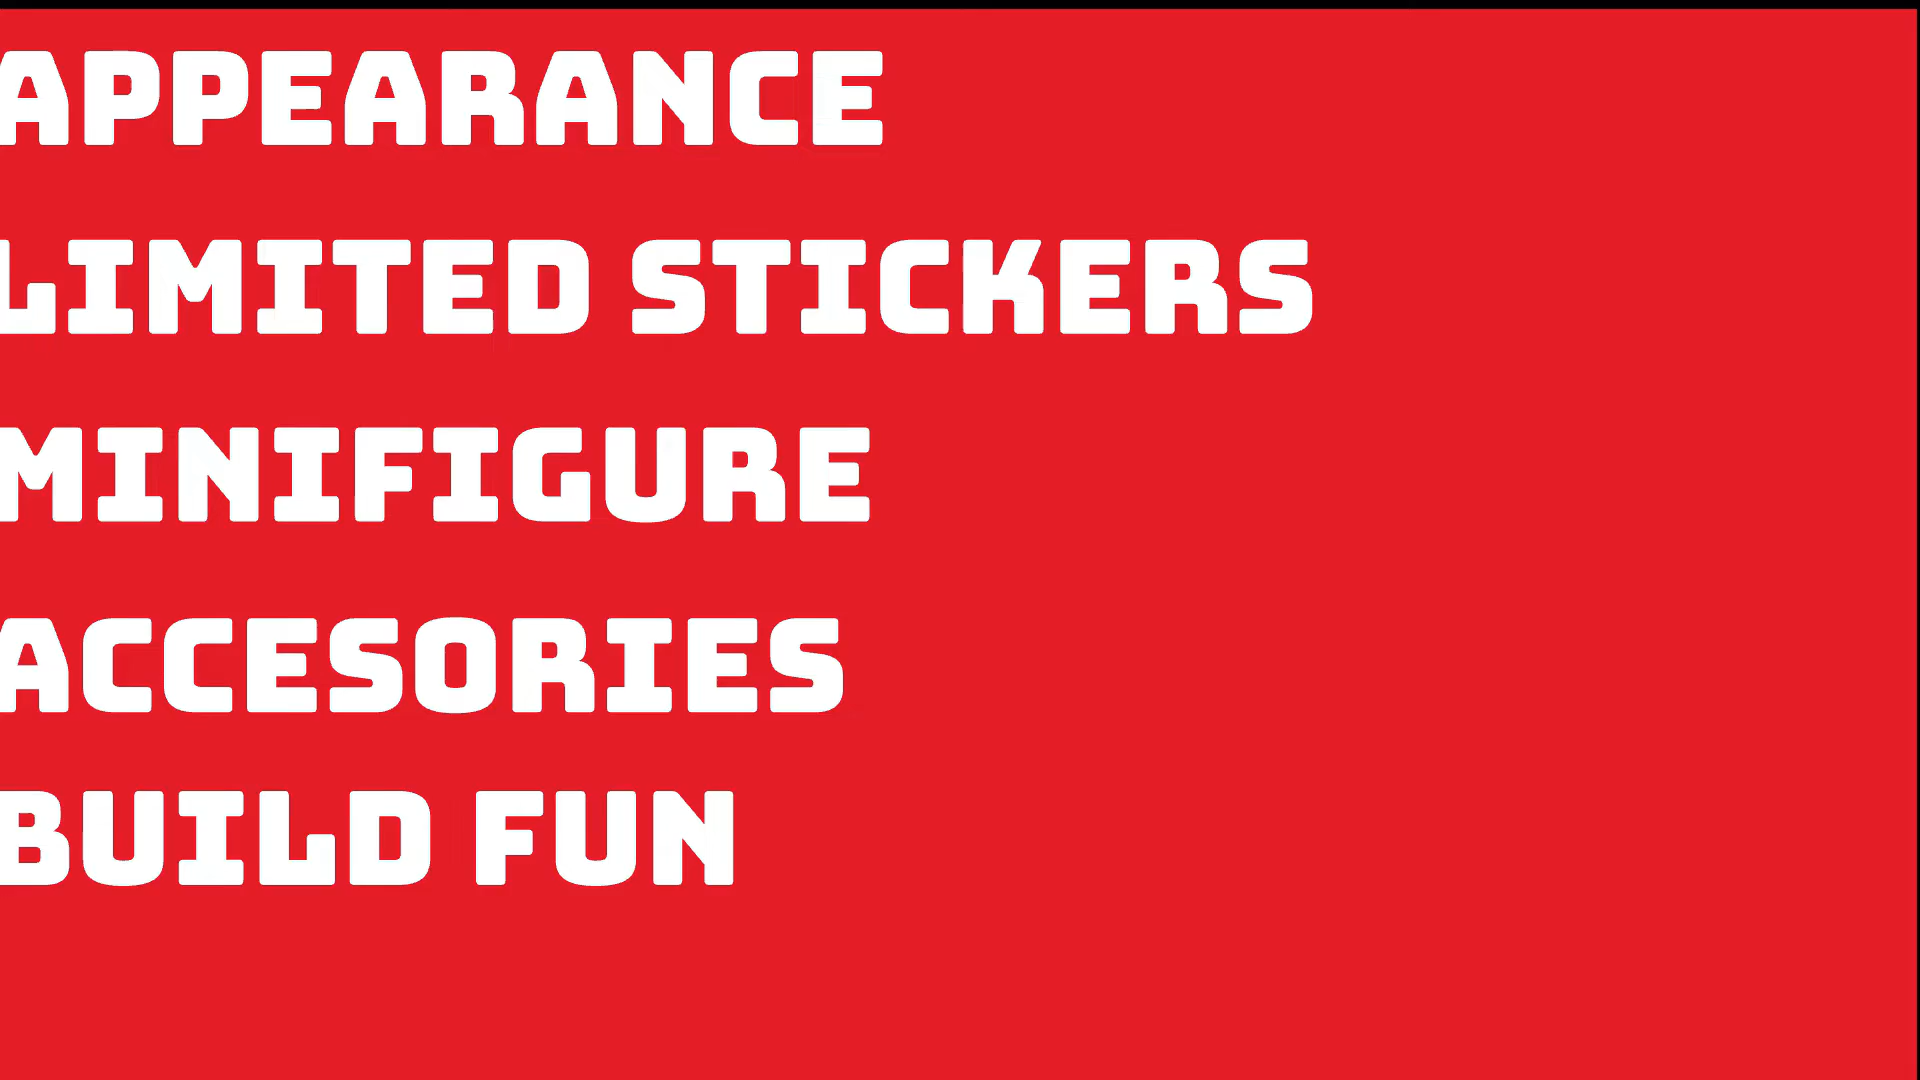 APPEARANCE
LIMITED STICKERS
MINIFIGURE
ACCESORIES
BUILD FUN